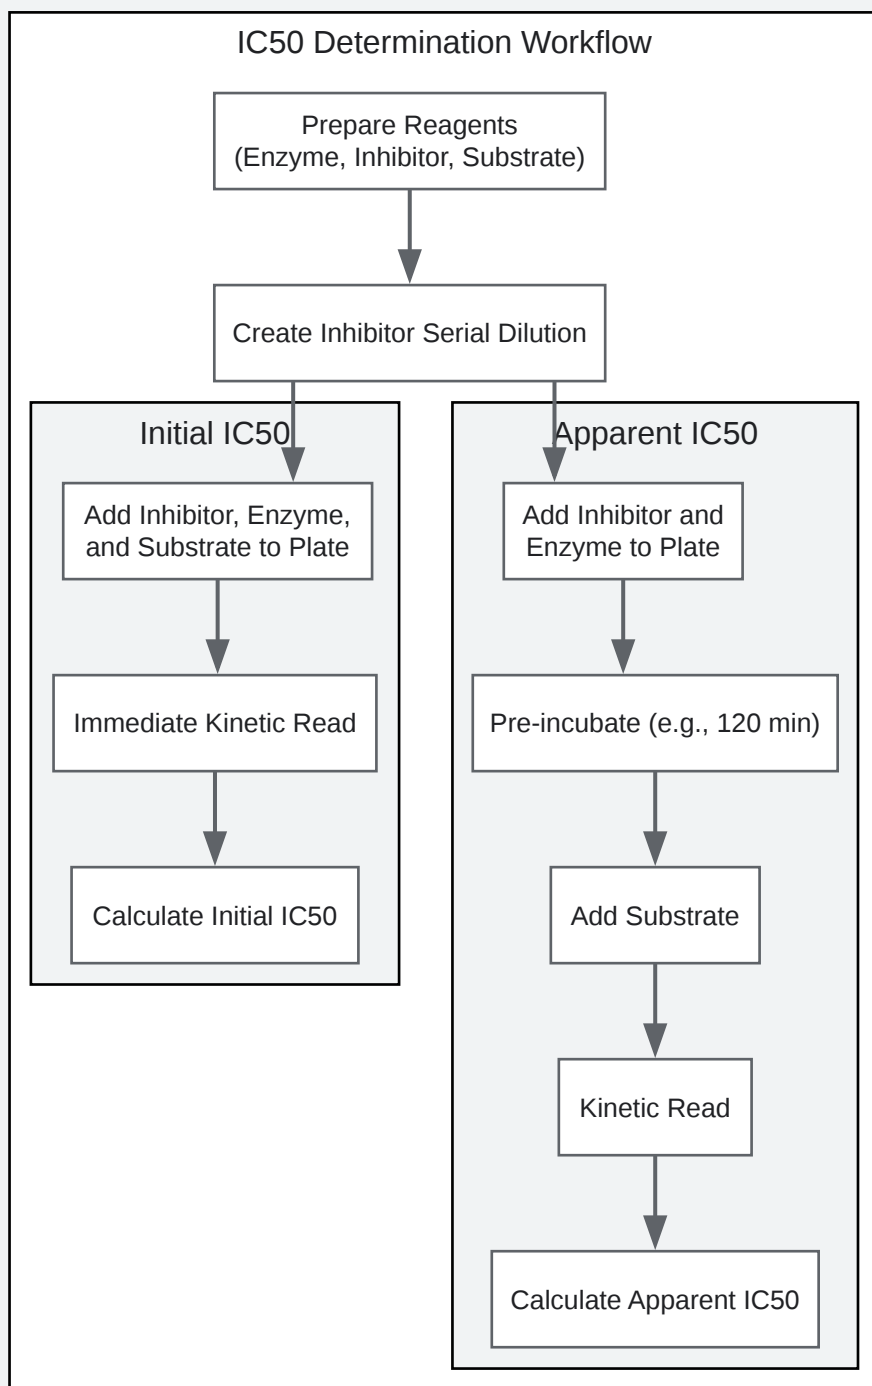 IC50 Determination Workflow
Prepare Reagents
(Enzyme, Inhibitor, Substrate)
Create Inhibitor Serial Dilution
Initial IC50
Add Inhibitor, Enzyme,
and Substrate to Plate
Immediate Kinetic Read
Calculate Initial IC50
Apparent IC50
Add Inhibitor and
Enzyme to Plate
Pre-incubate (e.g., 120 min)
Add Substrate
Kinetic Read
Calculate Apparent IC50